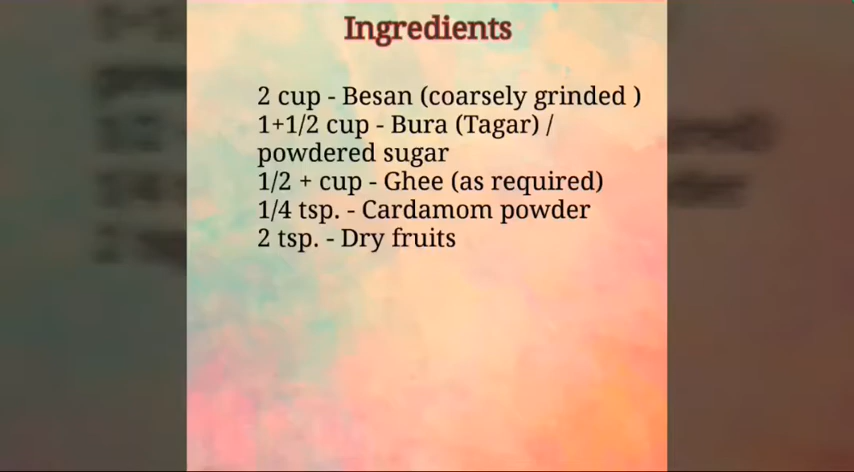 Ingredients
2 cup - Besan (coarsely grinded )
1+1/2 cup - Bura (Tagar) /
powdered sugar
1/2 + cup - Ghee (as required)
1/4 tsp. - Cardamom powder
2 tsp. - Dry fruits